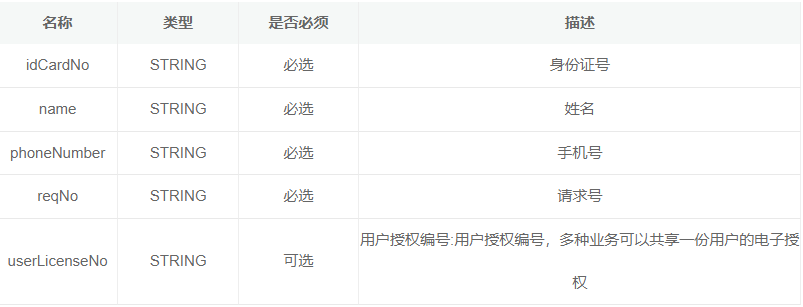 名称 类型 是否必须 描述
idCardNo STRING 必选 身份证号
name STRING 必选 姓名
phoneNumber STRING 必选 手机号
reqNo STRING 必选 请求号
userLicenseNo STRING 可选 用户授权编号:用户授权编号，多种业务可以共享一份用户的电子授
权